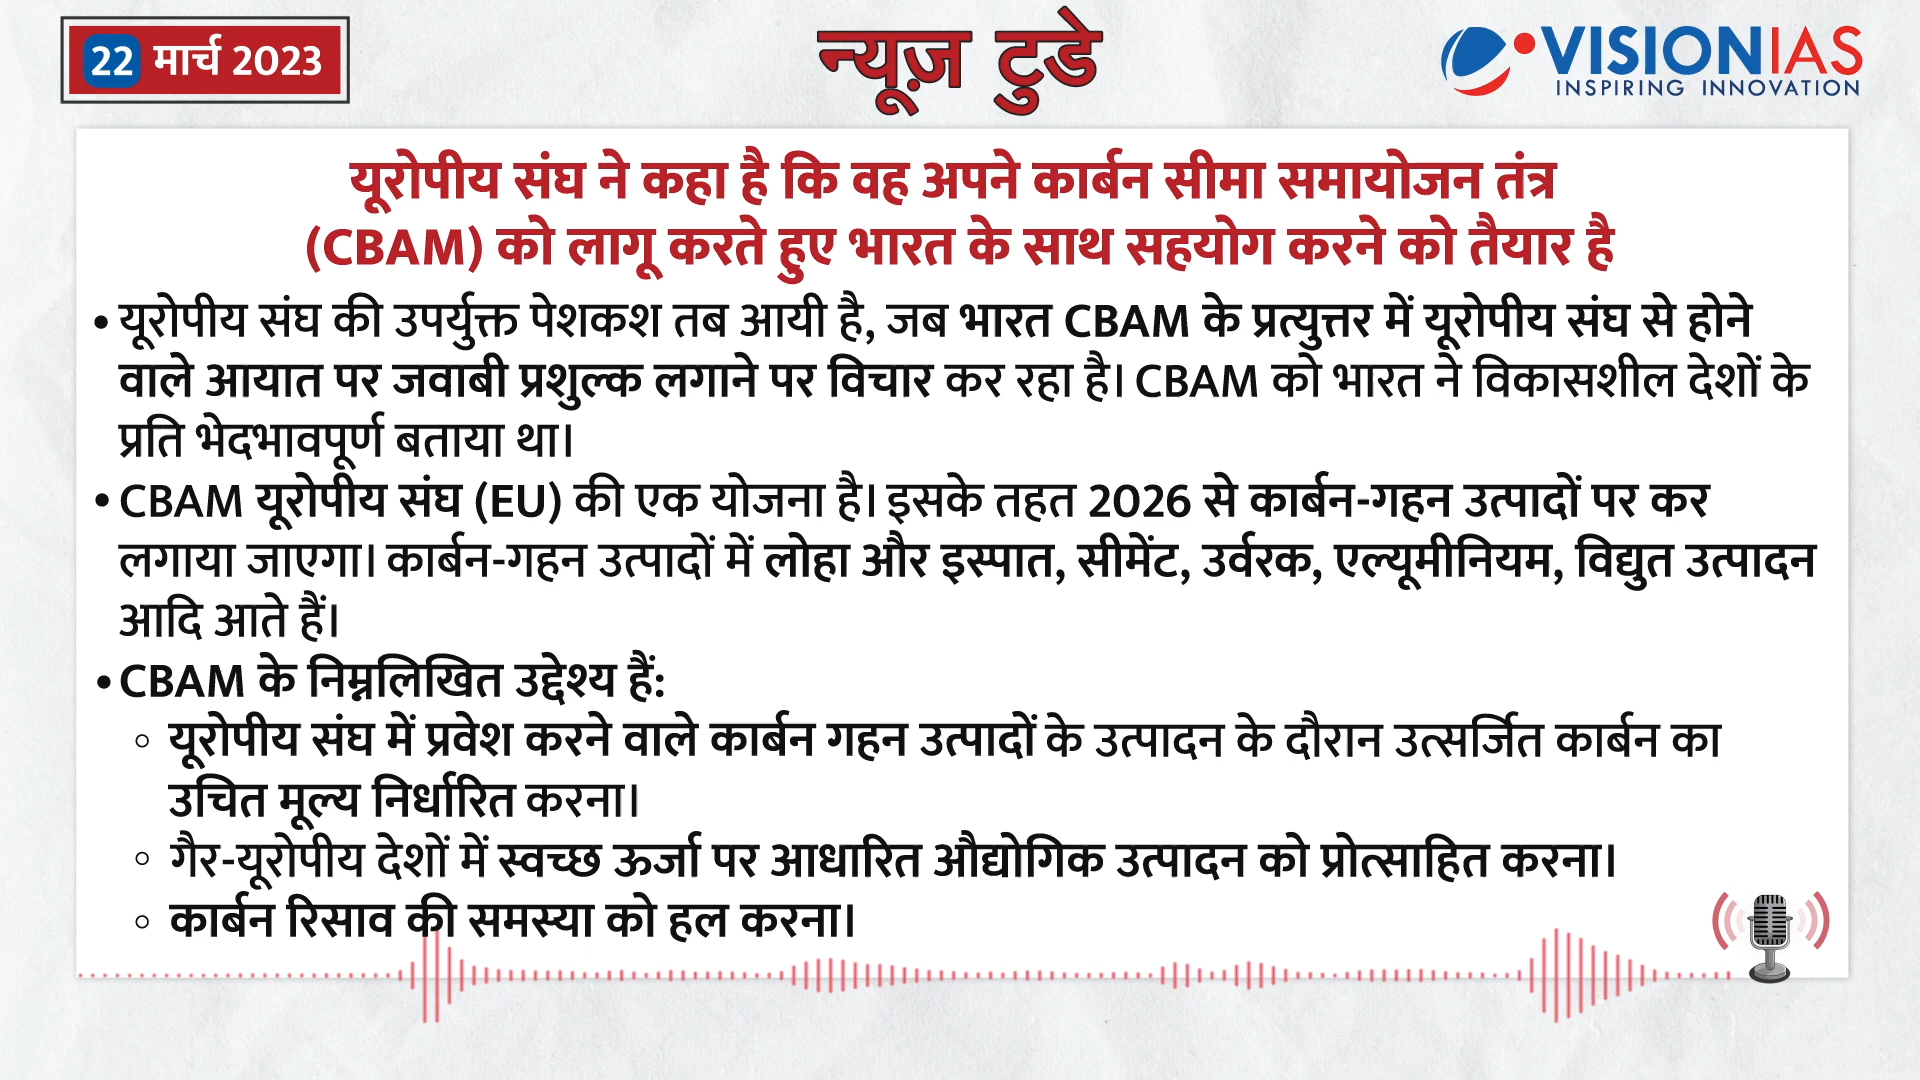 22 मार्च 2023
न्यूज़ टुडे
VISIONIAS
INSPIRING INNOVATION
यूरोपीय संघ ने कहा है कि वह अपने कार्बन सीमा समायोजन तंत्र
(CBAM) को लागू करते हुए भारत के साथ सहयोग करने को तैयार है
• यूरोपीय संघ की उपर्युक्त पेशकश तब आयी है, जब भारत CBAM के प्रत्युत्तर में यूरोपीय संघ से होने
वाले आयात पर जवाबी प्रशुल्क लगाने पर विचार कर रहा है। CBAM को भारत ने विकासशील देशों के
प्रति भेदभावपूर्ण बताया था।
• CBAM यूरोपीय संघ (EU) की एक योजना है। इसके तहत 2026 से कार्बन-गहन उत्पादों पर कर
लगाया जाएगा। कार्बन-गहन उत्पादों में लोहा और इस्पात, सीमेंट, उर्वरक, एल्यूमीनियम, विद्युत उत्पादन
आदि आते हैं।
• CBAM के निम्नलिखित उद्देश्य हैं:
◦ यूरोपीय संघ में प्रवेश करने वाले कार्बन गहन उत्पादों के उत्पादन के दौरान उत्सर्जित कार्बन का
उचित मूल्य निर्धारित करना।
◦ गैर-यूरोपीय देशों में स्वच्छ ऊर्जा पर आधारित औद्योगिक उत्पादन को प्रोत्साहित करना।
◦ कार्बन रिसाव की समस्या को हल करना।